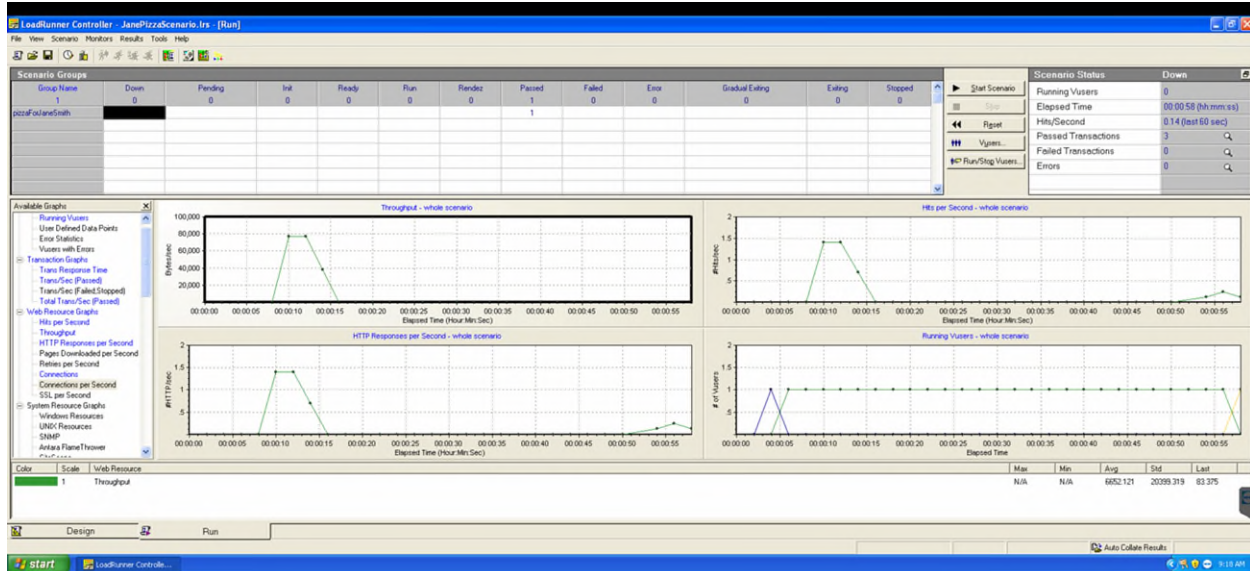 LoadRunner Controller - JanePizzaScenario.lrs - [Run]
File View Scenario Monitors Results Tools Help
Scenario Groups
Group Name Down Pending Init Ready Run Rendez Passed Failed Error Gradual Exiting Exiting Stopped
1 0 0 0 0 0 0 1 0 0 0 0 0
pizzaForJaneSmith 1
Start Scenario
Stop
Reset
Vusers...
Run/Stop Vusers...
Scenario Status Down
Running Vusers 0
Elapsed Time 00:00:58 (hh:mm:ss)
Hits/Second 0.14 (last 60 sec)
Passed Transactions 3
Failed Transactions 0
Errors 0
Available Graphs
Running Vusers
User Defined Data Points
Error Statistics
Vusers with Errors
Transaction Graphs
Trans Response Time
Trans/Sec (Passed)
Trans/Sec (Failed,Stopped)
Total Trans/Sec (Passed)
Web Resource Graphs
Hits per Second
Throughput
HTTP Responses per Second
Pages Downloaded per Second
Retries per Second
Connections
Connections per Second
SSL per Second
System Resource Graphs
Windows Resources
UNIX Resources
SNMP
Antara FlameThrower
SiteScope
Throughput - whole scenario
Bytes/sec
100,000
80,000
60,000
40,000
20,000
00:00:00 00:00:05 00:00:10 00:00:15 00:00:20 00:00:25 00:00:30 00:00:35 00:00:40 00:00:45 00:00:50 00:00:55
Elapsed Time (Hour:Min:Sec)
Hits per Second - whole scenario
#Hits/sec
2
1.5
1
.5
00:00:00 00:00:05 00:00:10 00:00:15 00:00:20 00:00:25 00:00:30 00:00:35 00:00:40 00:00:45 00:00:50 00:00:55
Elapsed Time (Hour:Min:Sec)
HTTP Responses per Second - whole scenario
#HTTP/sec
2
1.5
1
.5
00:00:00 00:00:05 00:00:10 00:00:15 00:00:20 00:00:25 00:00:30 00:00:35 00:00:40 00:00:45 00:00:50 00:00:55
Elapsed Time (Hour:Min:Sec)
Running Vusers - whole scenario
# of Vusers
2
1.5
1
.5
00:00:00 00:00:05 00:00:10 00:00:15 00:00:20 00:00:25 00:00:30 00:00:35 00:00:40 00:00:45 00:00:50 00:00:55
Elapsed Time
Color Scale Web Resource Max Min Avg Std Last
1 Throughput N/A N/A 6652.121 20399.319 83.375
Design Run
Auto Collate Results
start LoadRunner Controlle... 9:18 AM